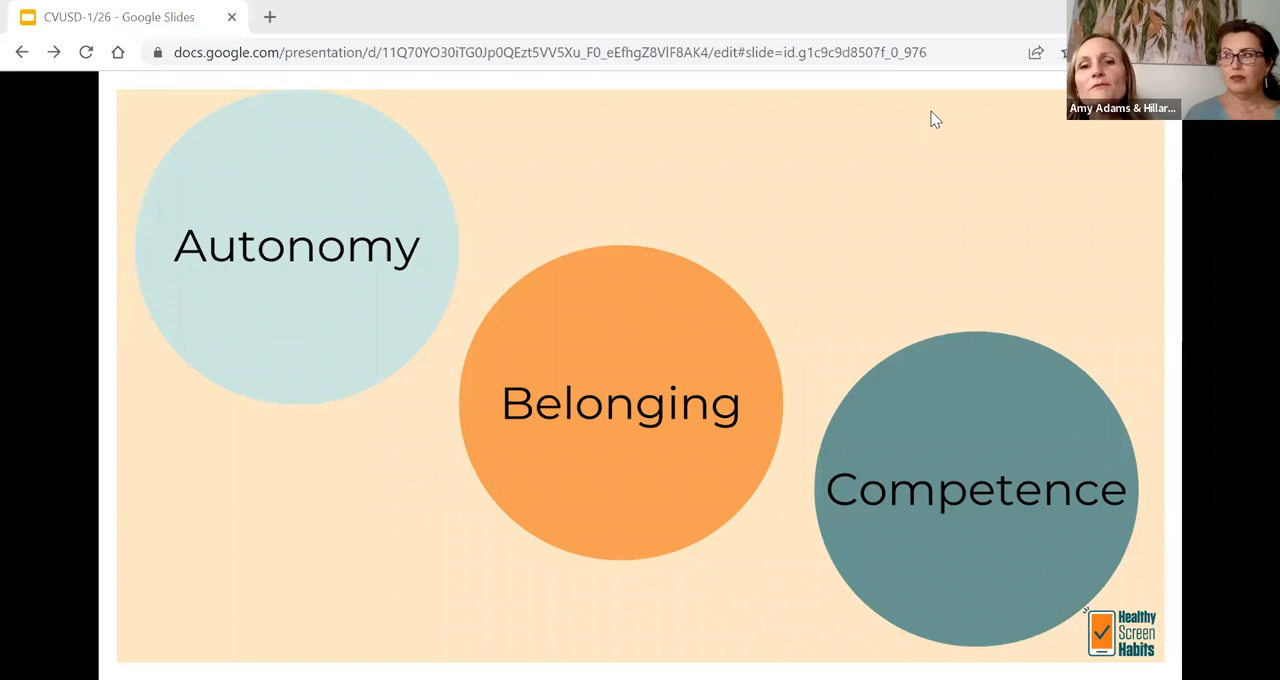 CVUSD-1/26 - Google Slides
docs.google.com/presentation/d/11Q70YO30iTG0Jp0QEzt5VV5Xu_F0_eEfhgZ8VlF8AK4/edit#slide=id.g1c9c9d8507f_0_976
Amy Adams & Hillar...
Autonomy
Belonging
Competence
Healthy
Screen
Habits